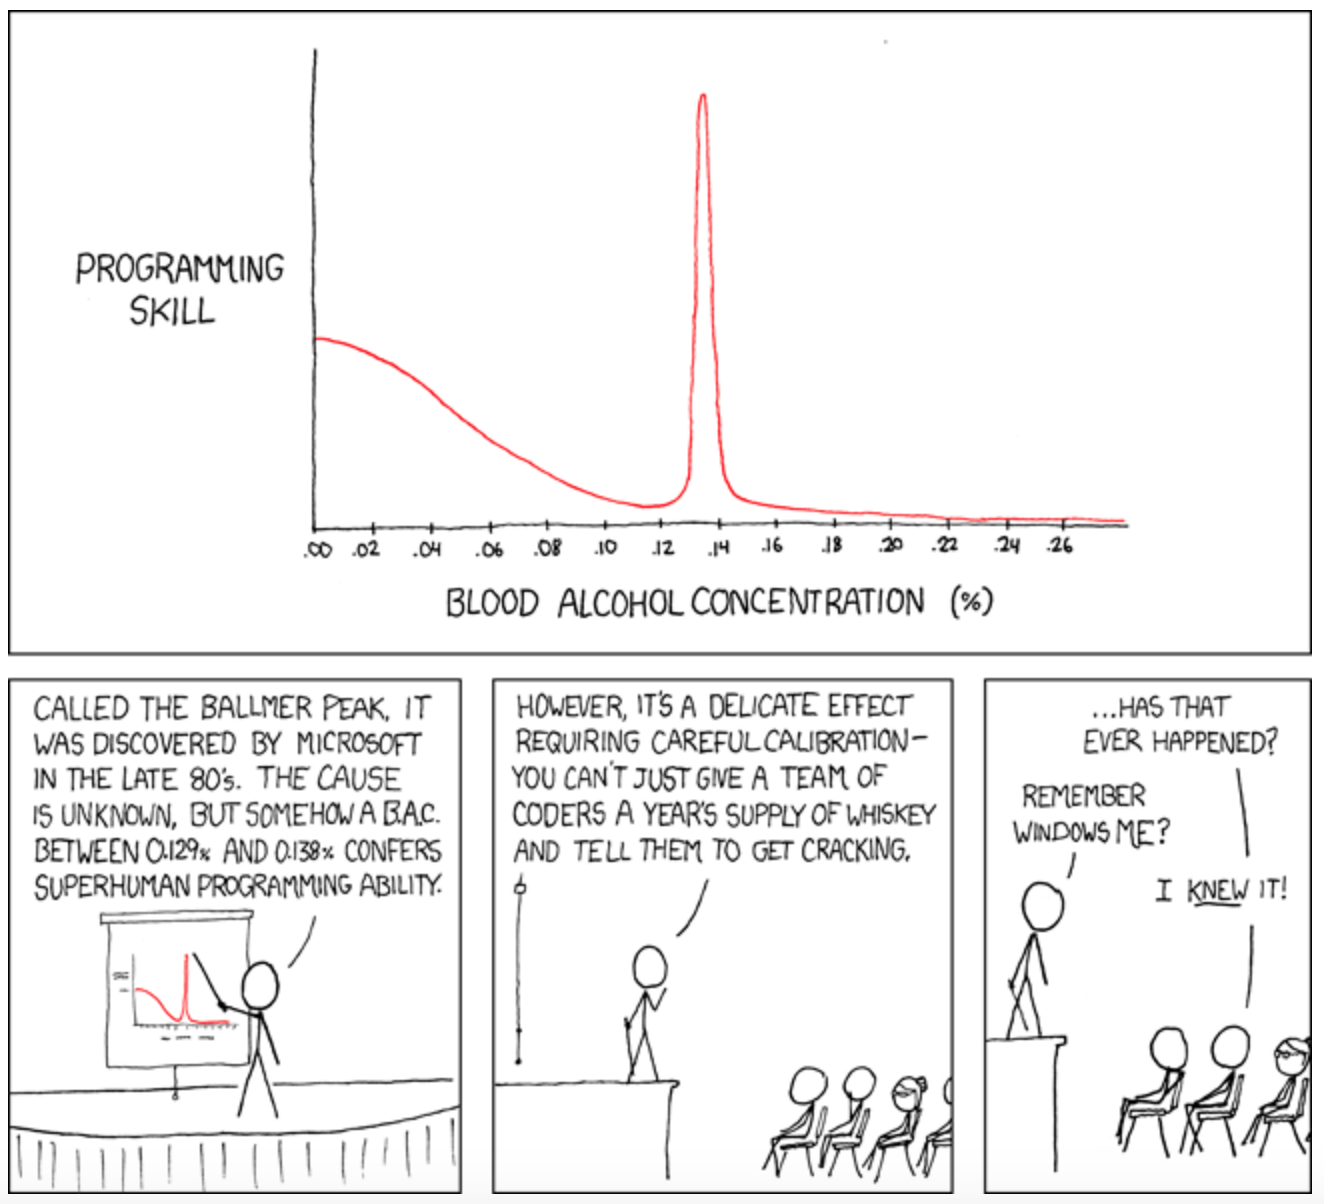 PROGRAMMING
SKILL
.00 .02 .04 .06 .08 .10 .12 .14 .16 .18 .20 .22 .24 .26
BLOOD ALCOHOL CONCENTRATION (%)
CALLED THE BALLMER PEAK, IT
WAS DISCOVERED BY MICROSOFT
IN THE LATE 80's. THE CAUSE
IS UNKNOWN, BUT SOMEHOW A B.A.C.
BETWEEN 0.129% AND 0.138% CONFERS
SUPERHUMAN PROGRAMMING ABILITY.
HOWEVER, IT'S A DELICATE EFFECT
REQUIRING CAREFUL CALIBRATION—
YOU CAN'T JUST GIVE A TEAM OF
CODERS A YEAR'S SUPPLY OF WHISKEY
AND TELL THEM TO GET CRACKING.
...HAS THAT
EVER HAPPENED?
REMEMBER
WINDOWS ME?
I KNEW IT!